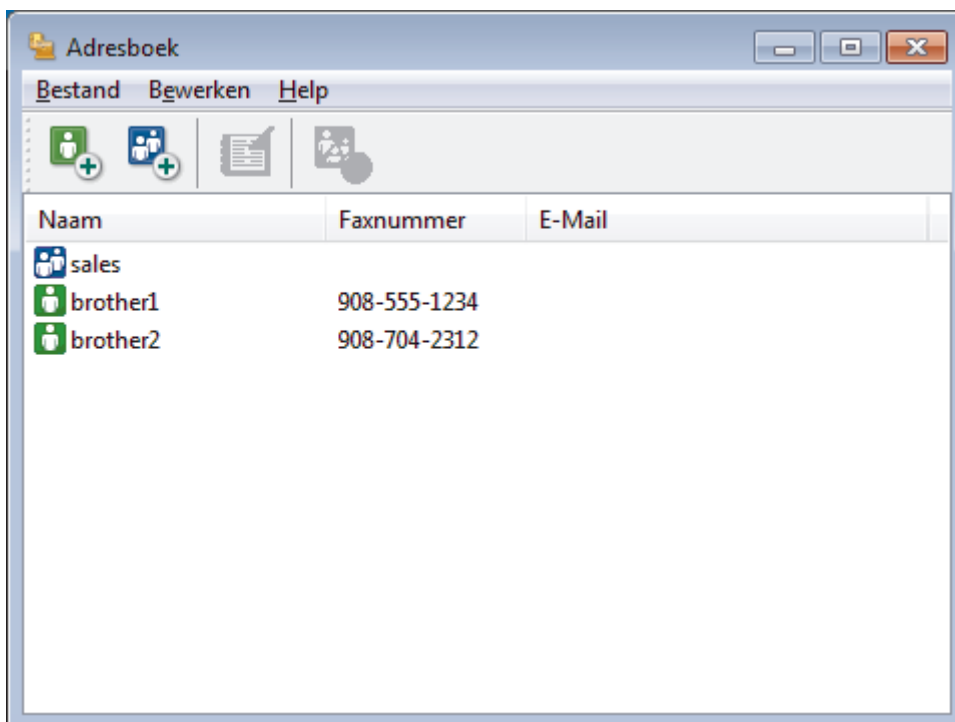 Adresboek
Bestand Bewerken Help
Naam Faxnummer E-Mail
sales
brother1 908-555-1234
brother2 908-704-2312